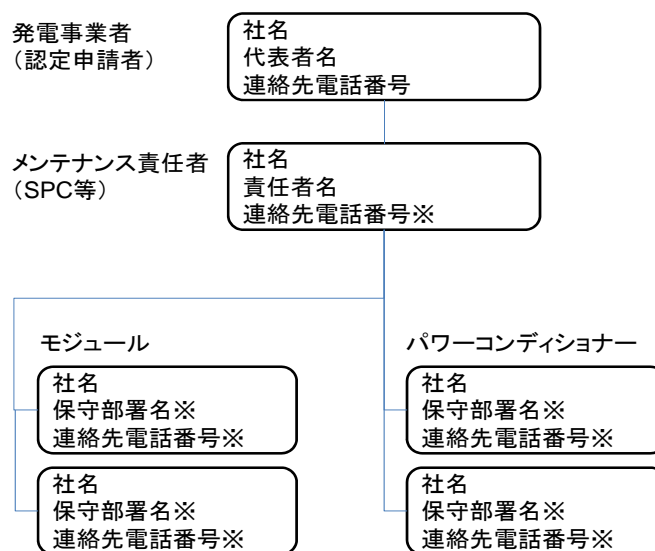 発電事業者
（認定申請者）
社名
代表者名
連絡先電話番号
メンテナンス責任者
（SPC等）
社名
責任者名
連絡先電話番号※
モジュール
社名
保守部署名※
連絡先電話番号※
社名
保守部署名※
連絡先電話番号※
パワーコンディショナー
社名
保守部署名※
連絡先電話番号※
社名
保守部署名※
連絡先電話番号※